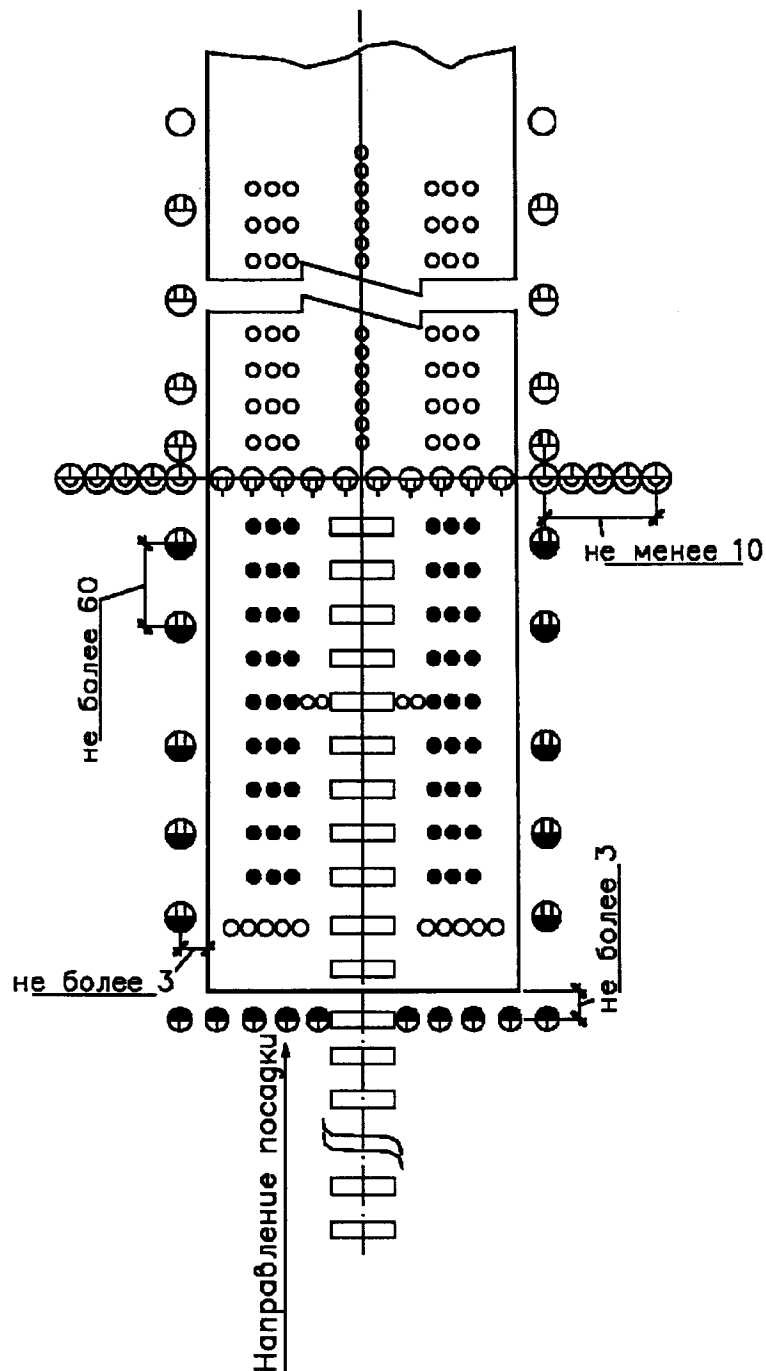 не менее 10
не более 60
не более 3
не более 3
Направление посадки